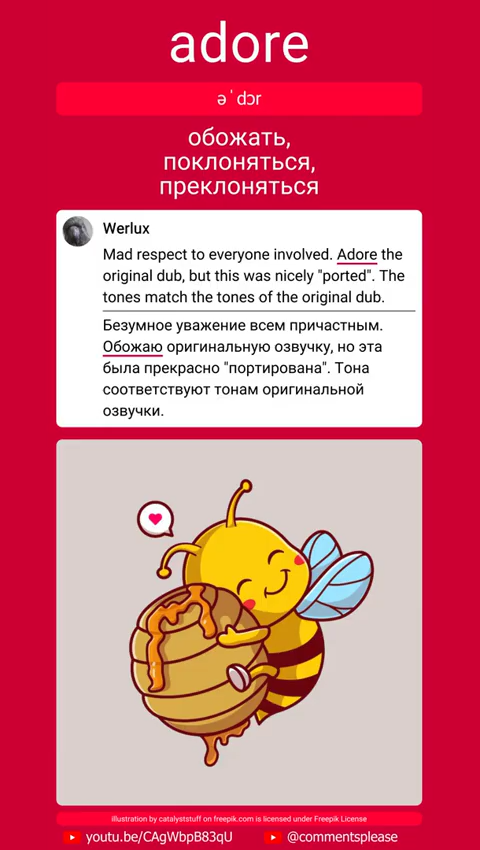 adore
əˈdɔr
обожать,
поклоняться,
преклоняться
Werlux
Mad respect to everyone involved. Adore the
original dub, but this was nicely "ported". The
tones match the tones of the original dub.
Безумное уважение всем причастным.
Обожаю оригинальную озвучку, но эта
была прекрасно "портирована". Тона
соответствуют тонам оригинальной
озвучки.
illustration by catalyststuff on freepik.com is licensed under Freepik License
youtu.be/CAgWbpB83qU @commentsplease